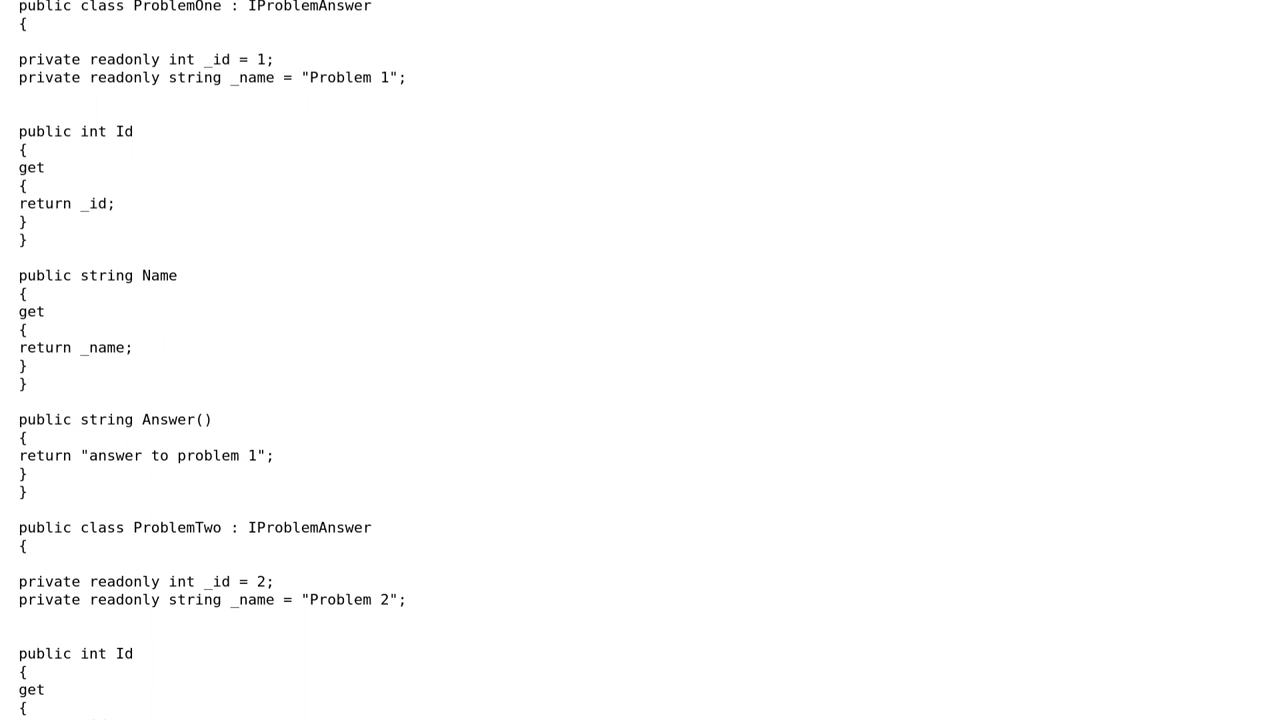 public class ProblemOne : IProblemAnswer
{
private readonly int _id = 1;
private readonly string _name = "Problem 1";
public int Id
{
get
{
return _id;
}
}
public string Name
{
get
{
return _name;
}
}
public string Answer()
{
return "answer to problem 1";
}
}
public class ProblemTwo : IProblemAnswer
{
private readonly int _id = 2;
private readonly string _name = "Problem 2";
public int Id
{
get
{